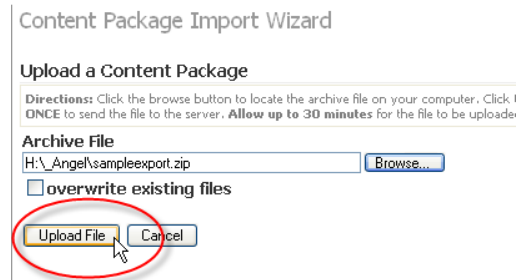 Content Package Import Wizard
Upload a Content Package
Directions: Click the browse button to locate the archive file on your computer. Click
ONCE to send the file to the server. Allow up to 30 minutes for the file to be uploaded
Archive File
H:\_Angel\sampleexport.zip Browse...
overwrite existing files
Upload File Cancel